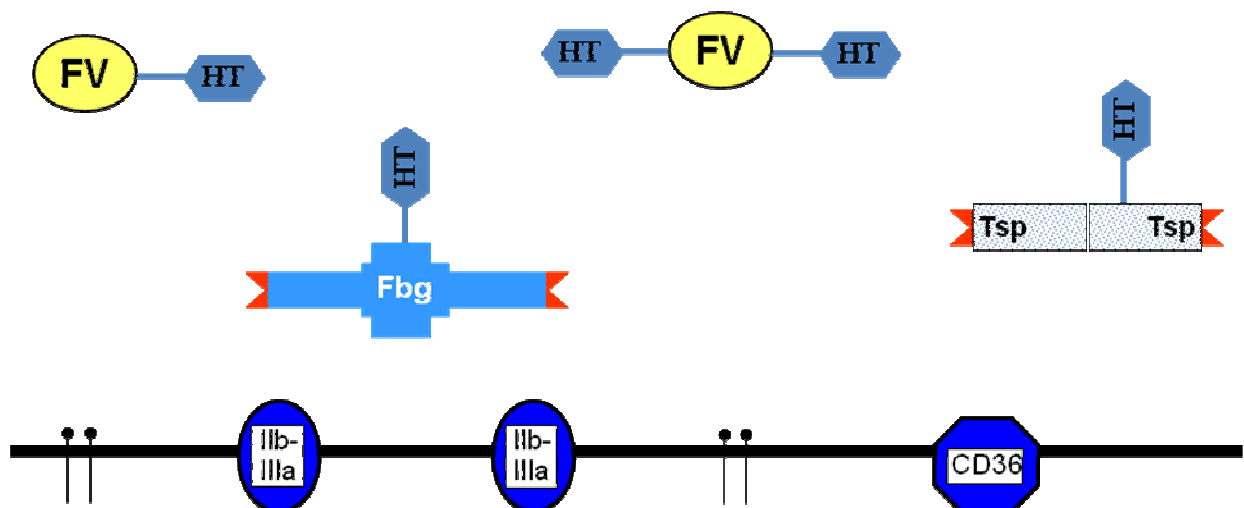 FV
HT
HT
FV
HT
HT
HT
Tsp
Tsp
Fbg
IIb-
IIIa
IIb-
IIIa
CD36